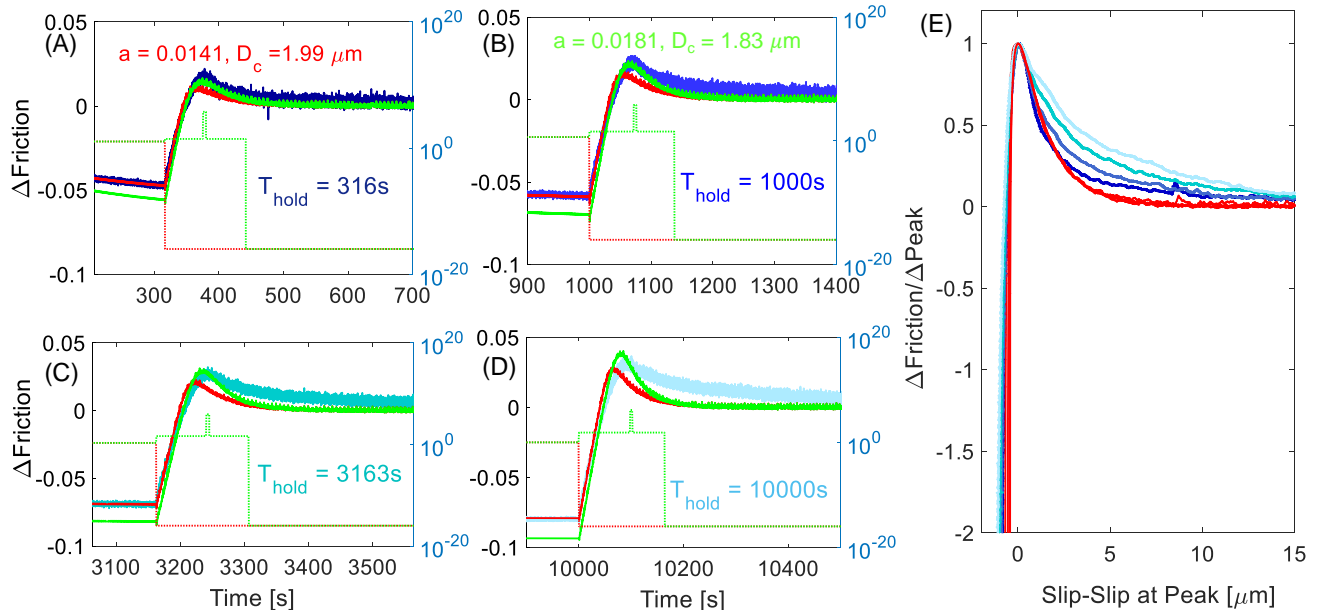 (A)
a = 0.0141, D_c =1.99 μm
T_hold = 316s
ΔFriction
0.05
0
-0.05
-0.1
10^20
10^0
10^-20
300 400 500 600 700
(B)
a = 0.0181, D_c = 1.83 μm
T_hold = 1000s
0.05
0
-0.05
-0.1
10^20
10^0
10^-20
900 1000 1100 1200 1300 1400
(C)
T_hold = 3163s
ΔFriction
0.05
0
-0.05
-0.1
10^20
10^0
10^-20
3100 3200 3300 3400 3500
Time [s]
(D)
T_hold = 10000s
0.05
0
-0.05
-0.1
10^20
10^0
10^-20
10000 10200 10400
Time [s]
(E)
ΔFriction/ΔPeak
1
0.5
0
-0.5
-1
-1.5
-2
0 5 10 15
Slip-Slip at Peak [μm]